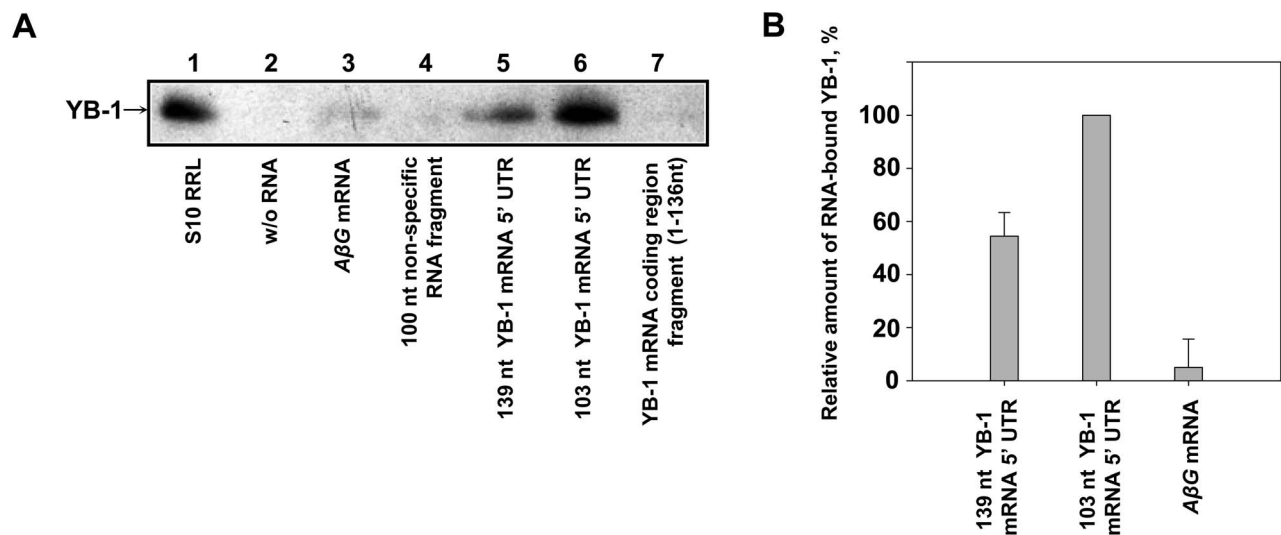 A
1 2 3 4 5 6 7
YB-1
S10 RRL
w/o RNA
AβG mRNA
100 nt non-specific
RNA fragment
139 nt YB-1 mRNA 5' UTR
103 nt YB-1 mRNA 5' UTR
YB-1 mRNA coding region
fragment (1-136nt)
B
Relative amount of RNA-bound YB-1, %
100
80
60
40
20
0
139 nt YB-1
mRNA 5' UTR
103 nt YB-1
mRNA 5' UTR
AβG mRNA